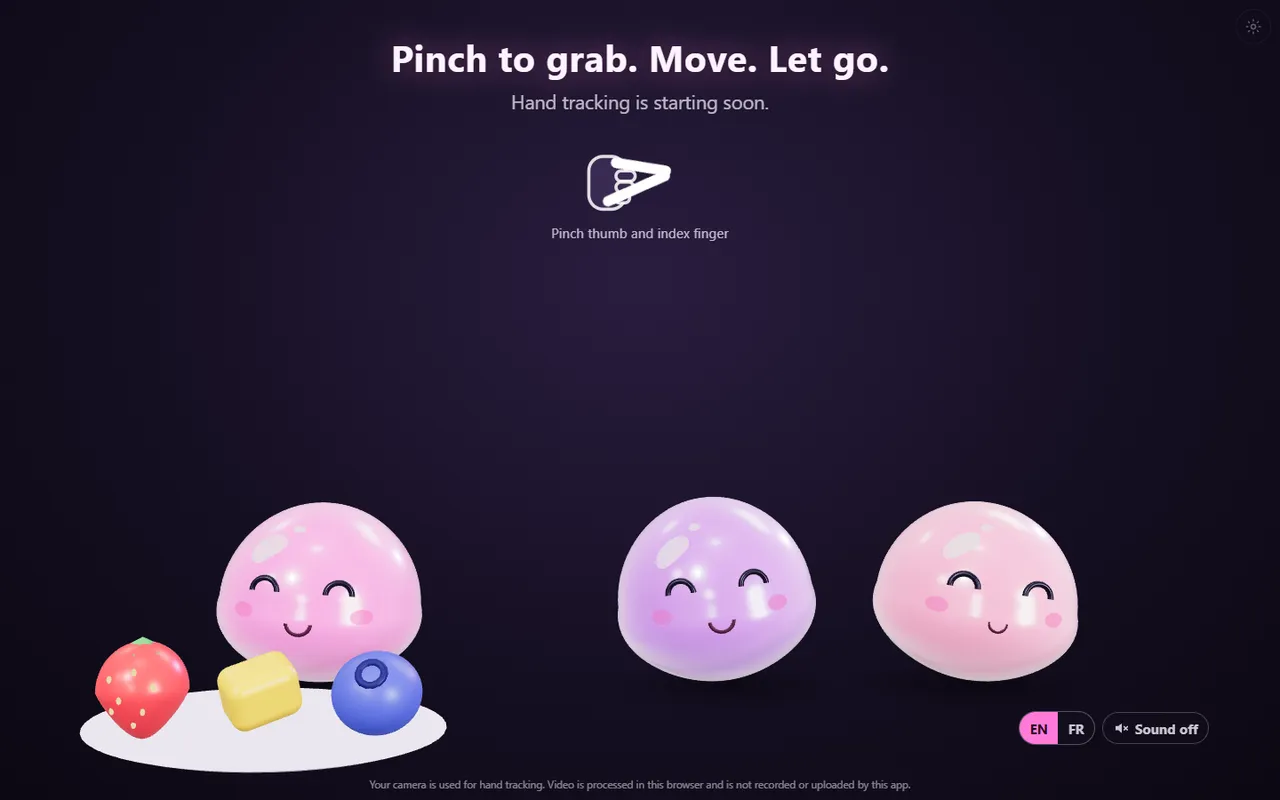 Pinch to grab. Move. Let go.
Hand tracking is starting soon.
Pinch thumb and index finger
EN FR Sound off
Your camera is used for hand tracking. Video is processed in this browser and is not recorded or uploaded by this app.